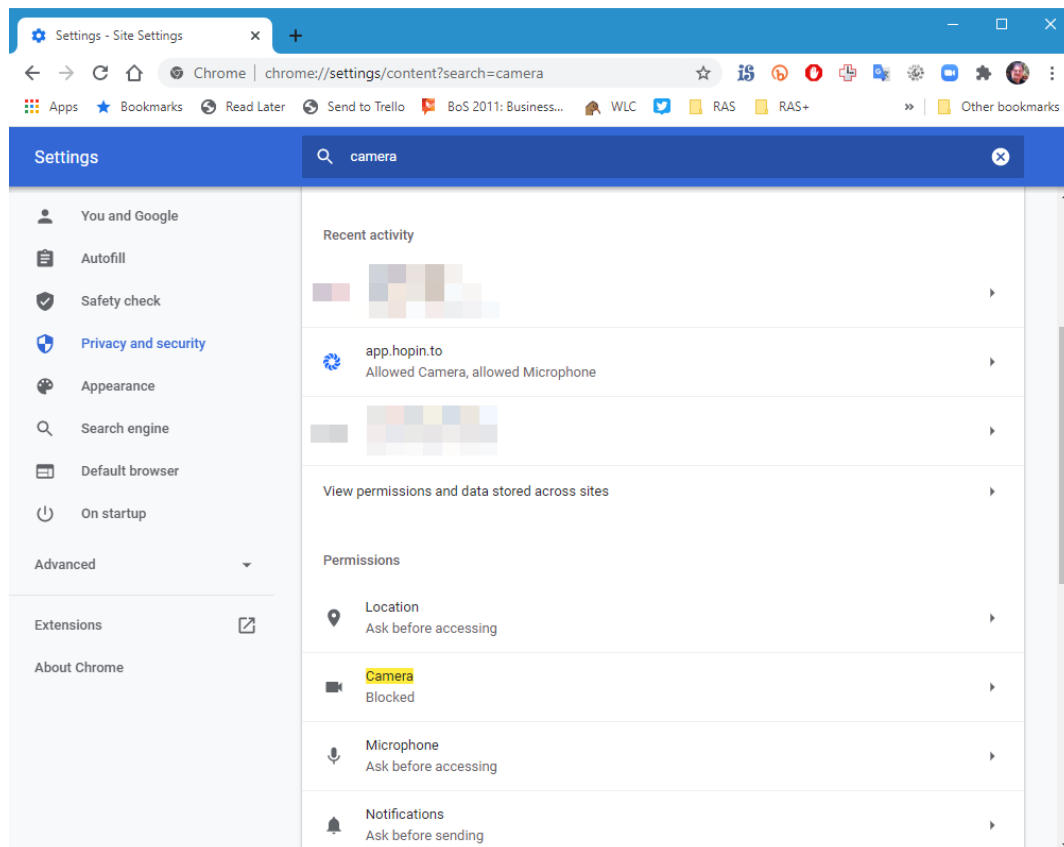 Settings - Site Settings
Chrome | chrome://settings/content?search=camera
Apps Bookmarks Read Later Send to Trello BoS 2011: Business... WLC RAS RAS+ » Other bookmarks
Settings
camera
You and Google
Autofill
Safety check
Privacy and security
Appearance
Search engine
Default browser
On startup
Advanced
Extensions
About Chrome
Recent activity
app.hopin.to
Allowed Camera, allowed Microphone
View permissions and data stored across sites
Permissions
Location
Ask before accessing
Camera
Blocked
Microphone
Ask before accessing
Notifications
Ask before sending